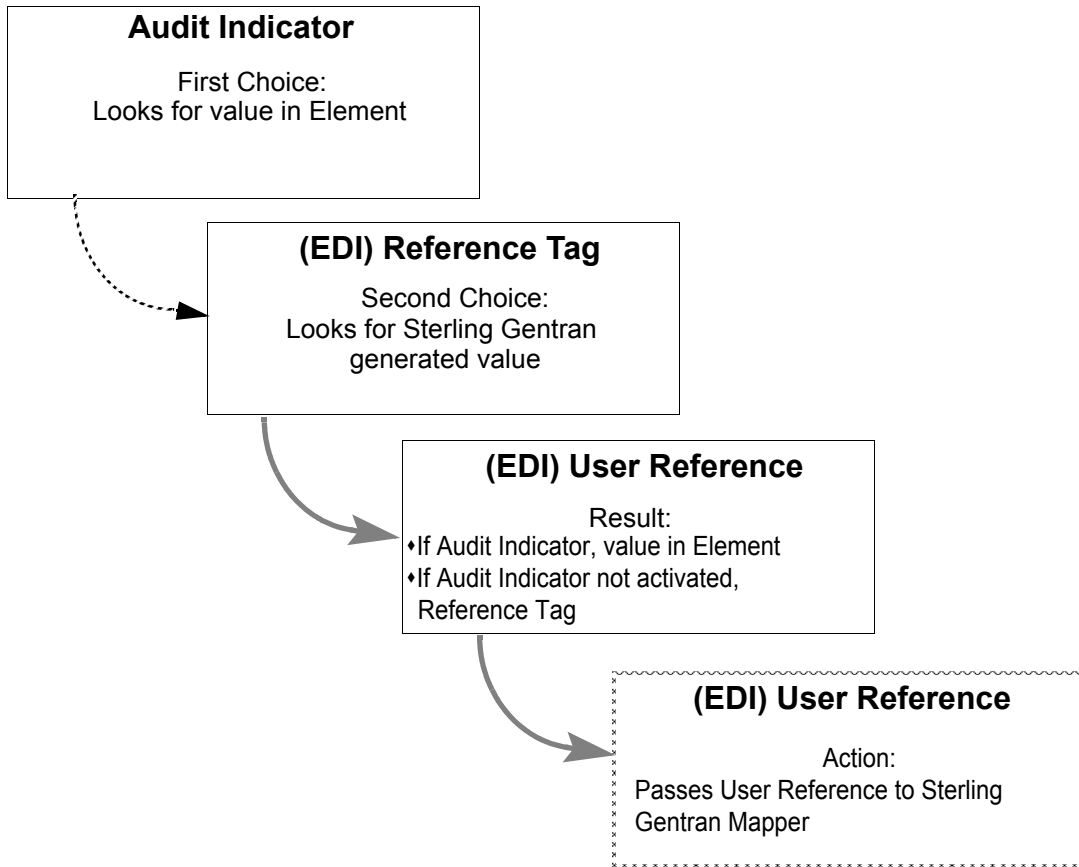 Audit Indicator
First Choice:
Looks for value in Element
(EDI) Reference Tag
Second Choice:
Looks for Sterling Gentran
generated value
(EDI) User Reference
Result:
♦If Audit Indicator, value in Element
♦If Audit Indicator not activated,
Reference Tag
(EDI) User Reference
Action:
Passes User Reference to Sterling
Gentran Mapper